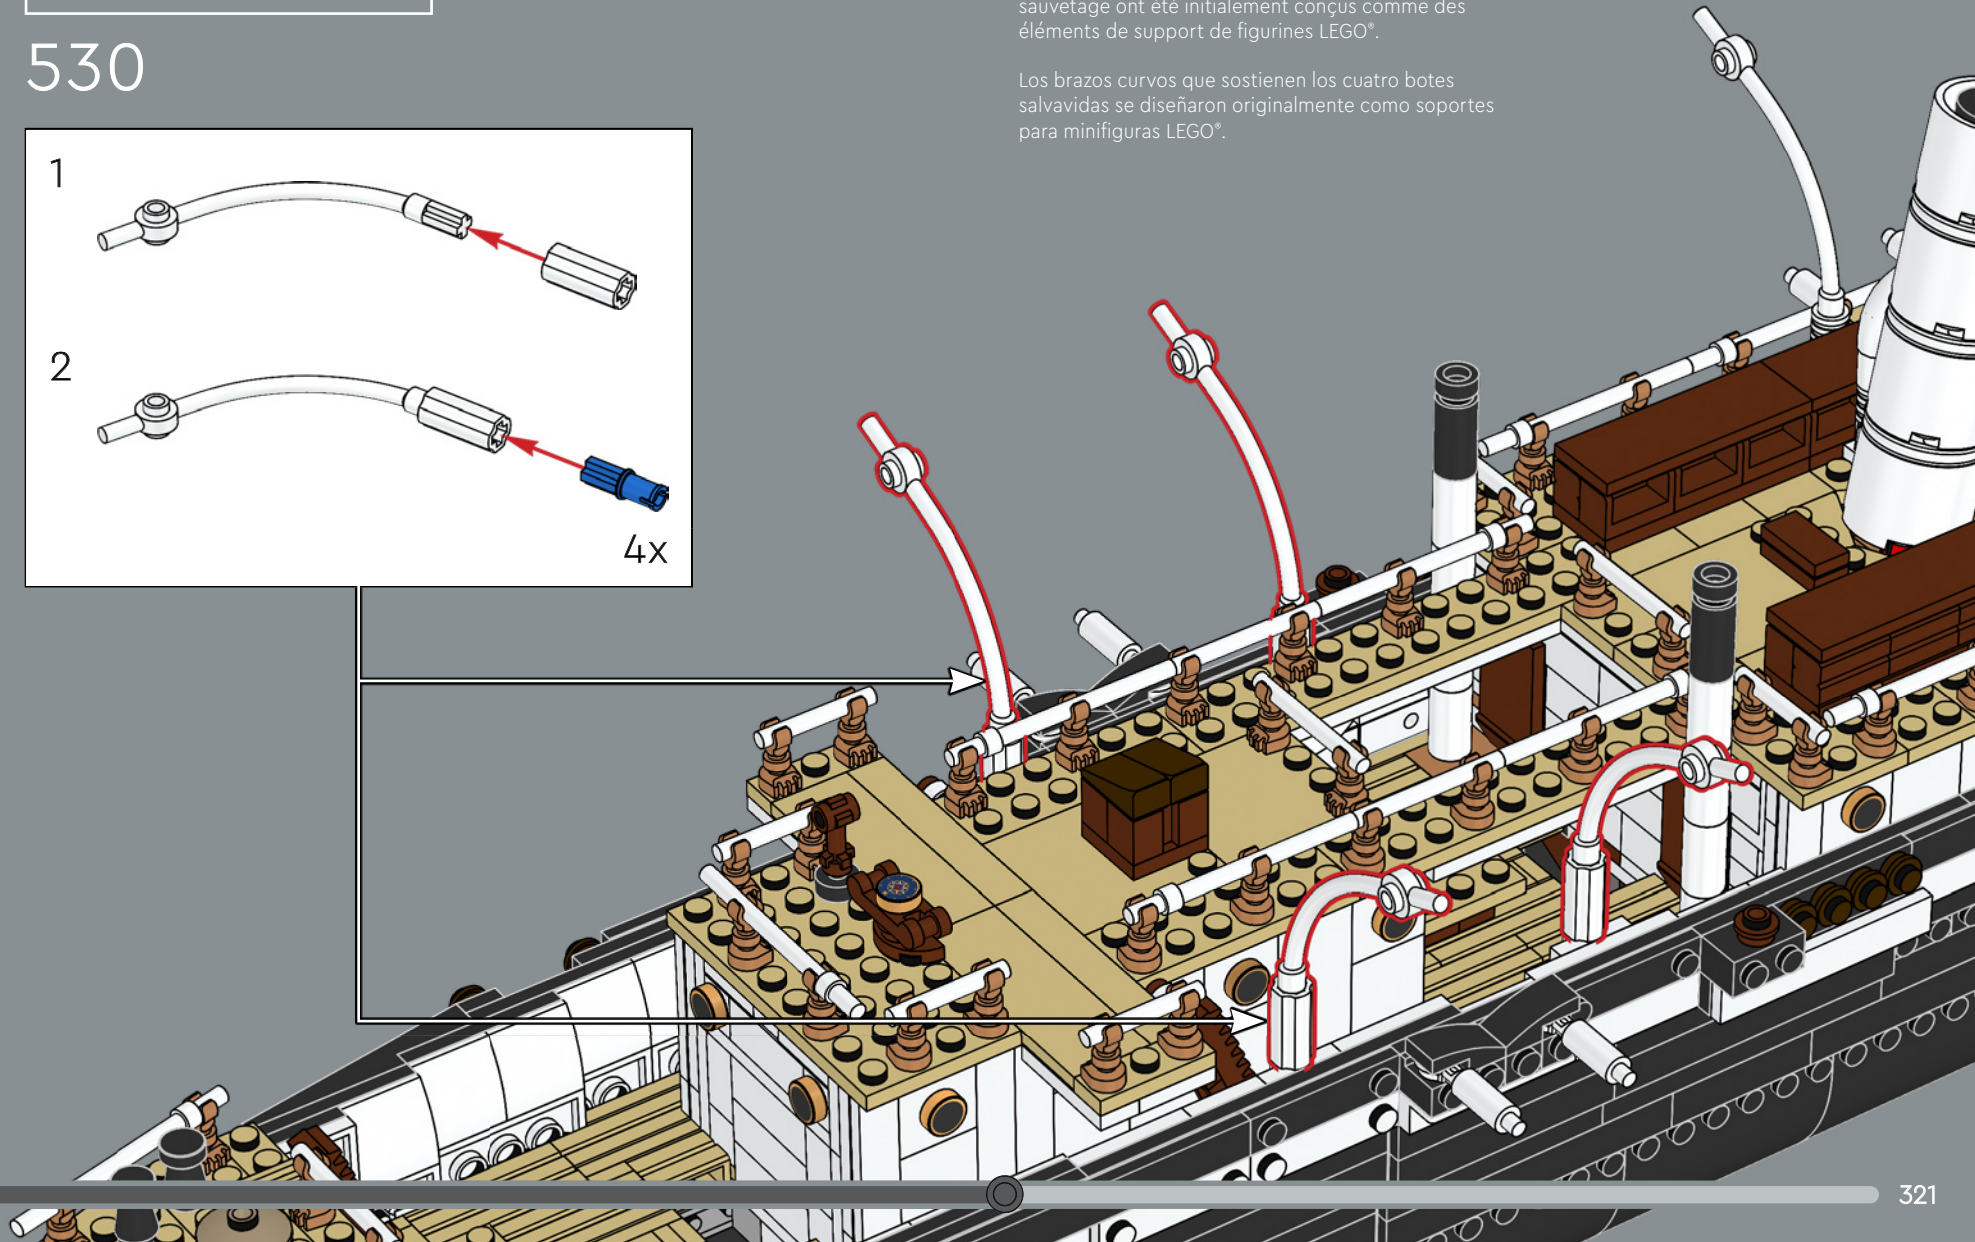 530
1
2
4x
sauvetage ont été initialement conçus comme des
éléments de support de figurines LEGO®.
Los brazos curvos que sostienen los cuatro botes
salvavidas se diseñaron originalmente como soportes
para minifiguras LEGO®.
321